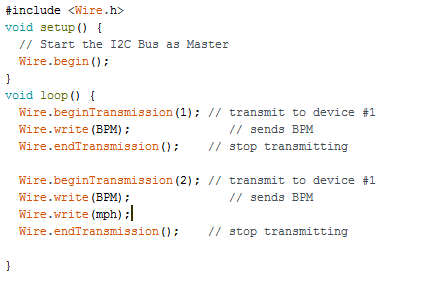 #include <Wire.h>
void setup() {
  // Start the I2C Bus as Master
  Wire.begin();
}
void loop() {
  Wire.beginTransmission(1); // transmit to device #1
  Wire.write(BPM);              // sends BPM
  Wire.endTransmission();    // stop transmitting

  Wire.beginTransmission(2); // transmit to device #1
  Wire.write(BPM);              // sends BPM
  Wire.write(mph);
  Wire.endTransmission();    // stop transmitting

}